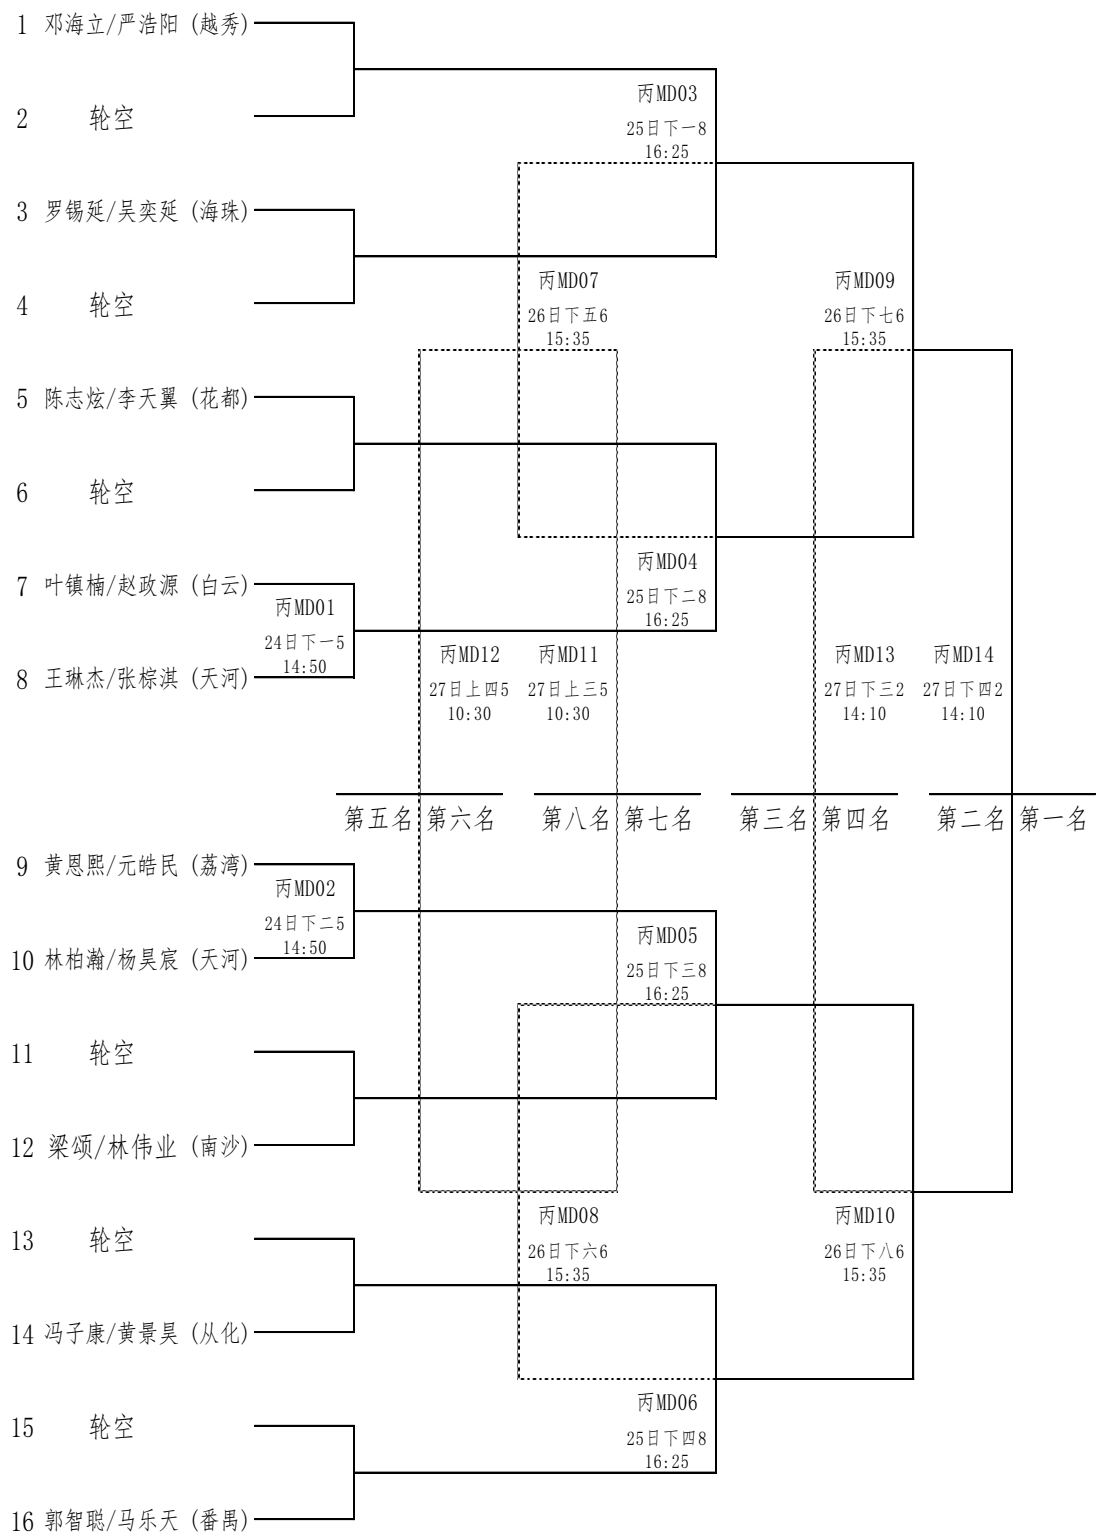 1 邓海立/严浩阳 (越秀)
丙MD03
2 轮空
25日下一8
16:25
3 罗锡延/吴奕延 (海珠)
丙MD07 丙MD09
4 轮空
26日下五6 26日下七6
15:35 15:35
5 陈志炫/李天翼 (花都)
6 轮空
丙MD04
7 叶镇楠/赵政源 (白云)
25日下二8
丙MD01
16:25
24日下一5
14:50
丙MD12 丙MD11 丙MD13 丙MD14
8 王琳杰/张棕淇 (天河)
27日上四5 27日上三5 27日下三2 27日下四2
10:30 10:30 14:10 14:10
第五名 第六名 第八名 第七名 第三名 第四名 第二名 第一名
9 黄恩熙/元皓民 (荔湾)
丙MD02
24日下二5
丙MD05
14:50
10 林柏瀚/杨昊宸 (天河)
25日下三8
16:25
11 轮空
12 梁颂/林伟业 (南沙)
丙MD08 丙MD10
13 轮空
26日下六6 26日下八6
15:35 15:35
14 冯子康/黄景昊 (从化)
丙MD06
15 轮空
25日下四8
16:25
16 郭智聪/马乐天 (番禺)